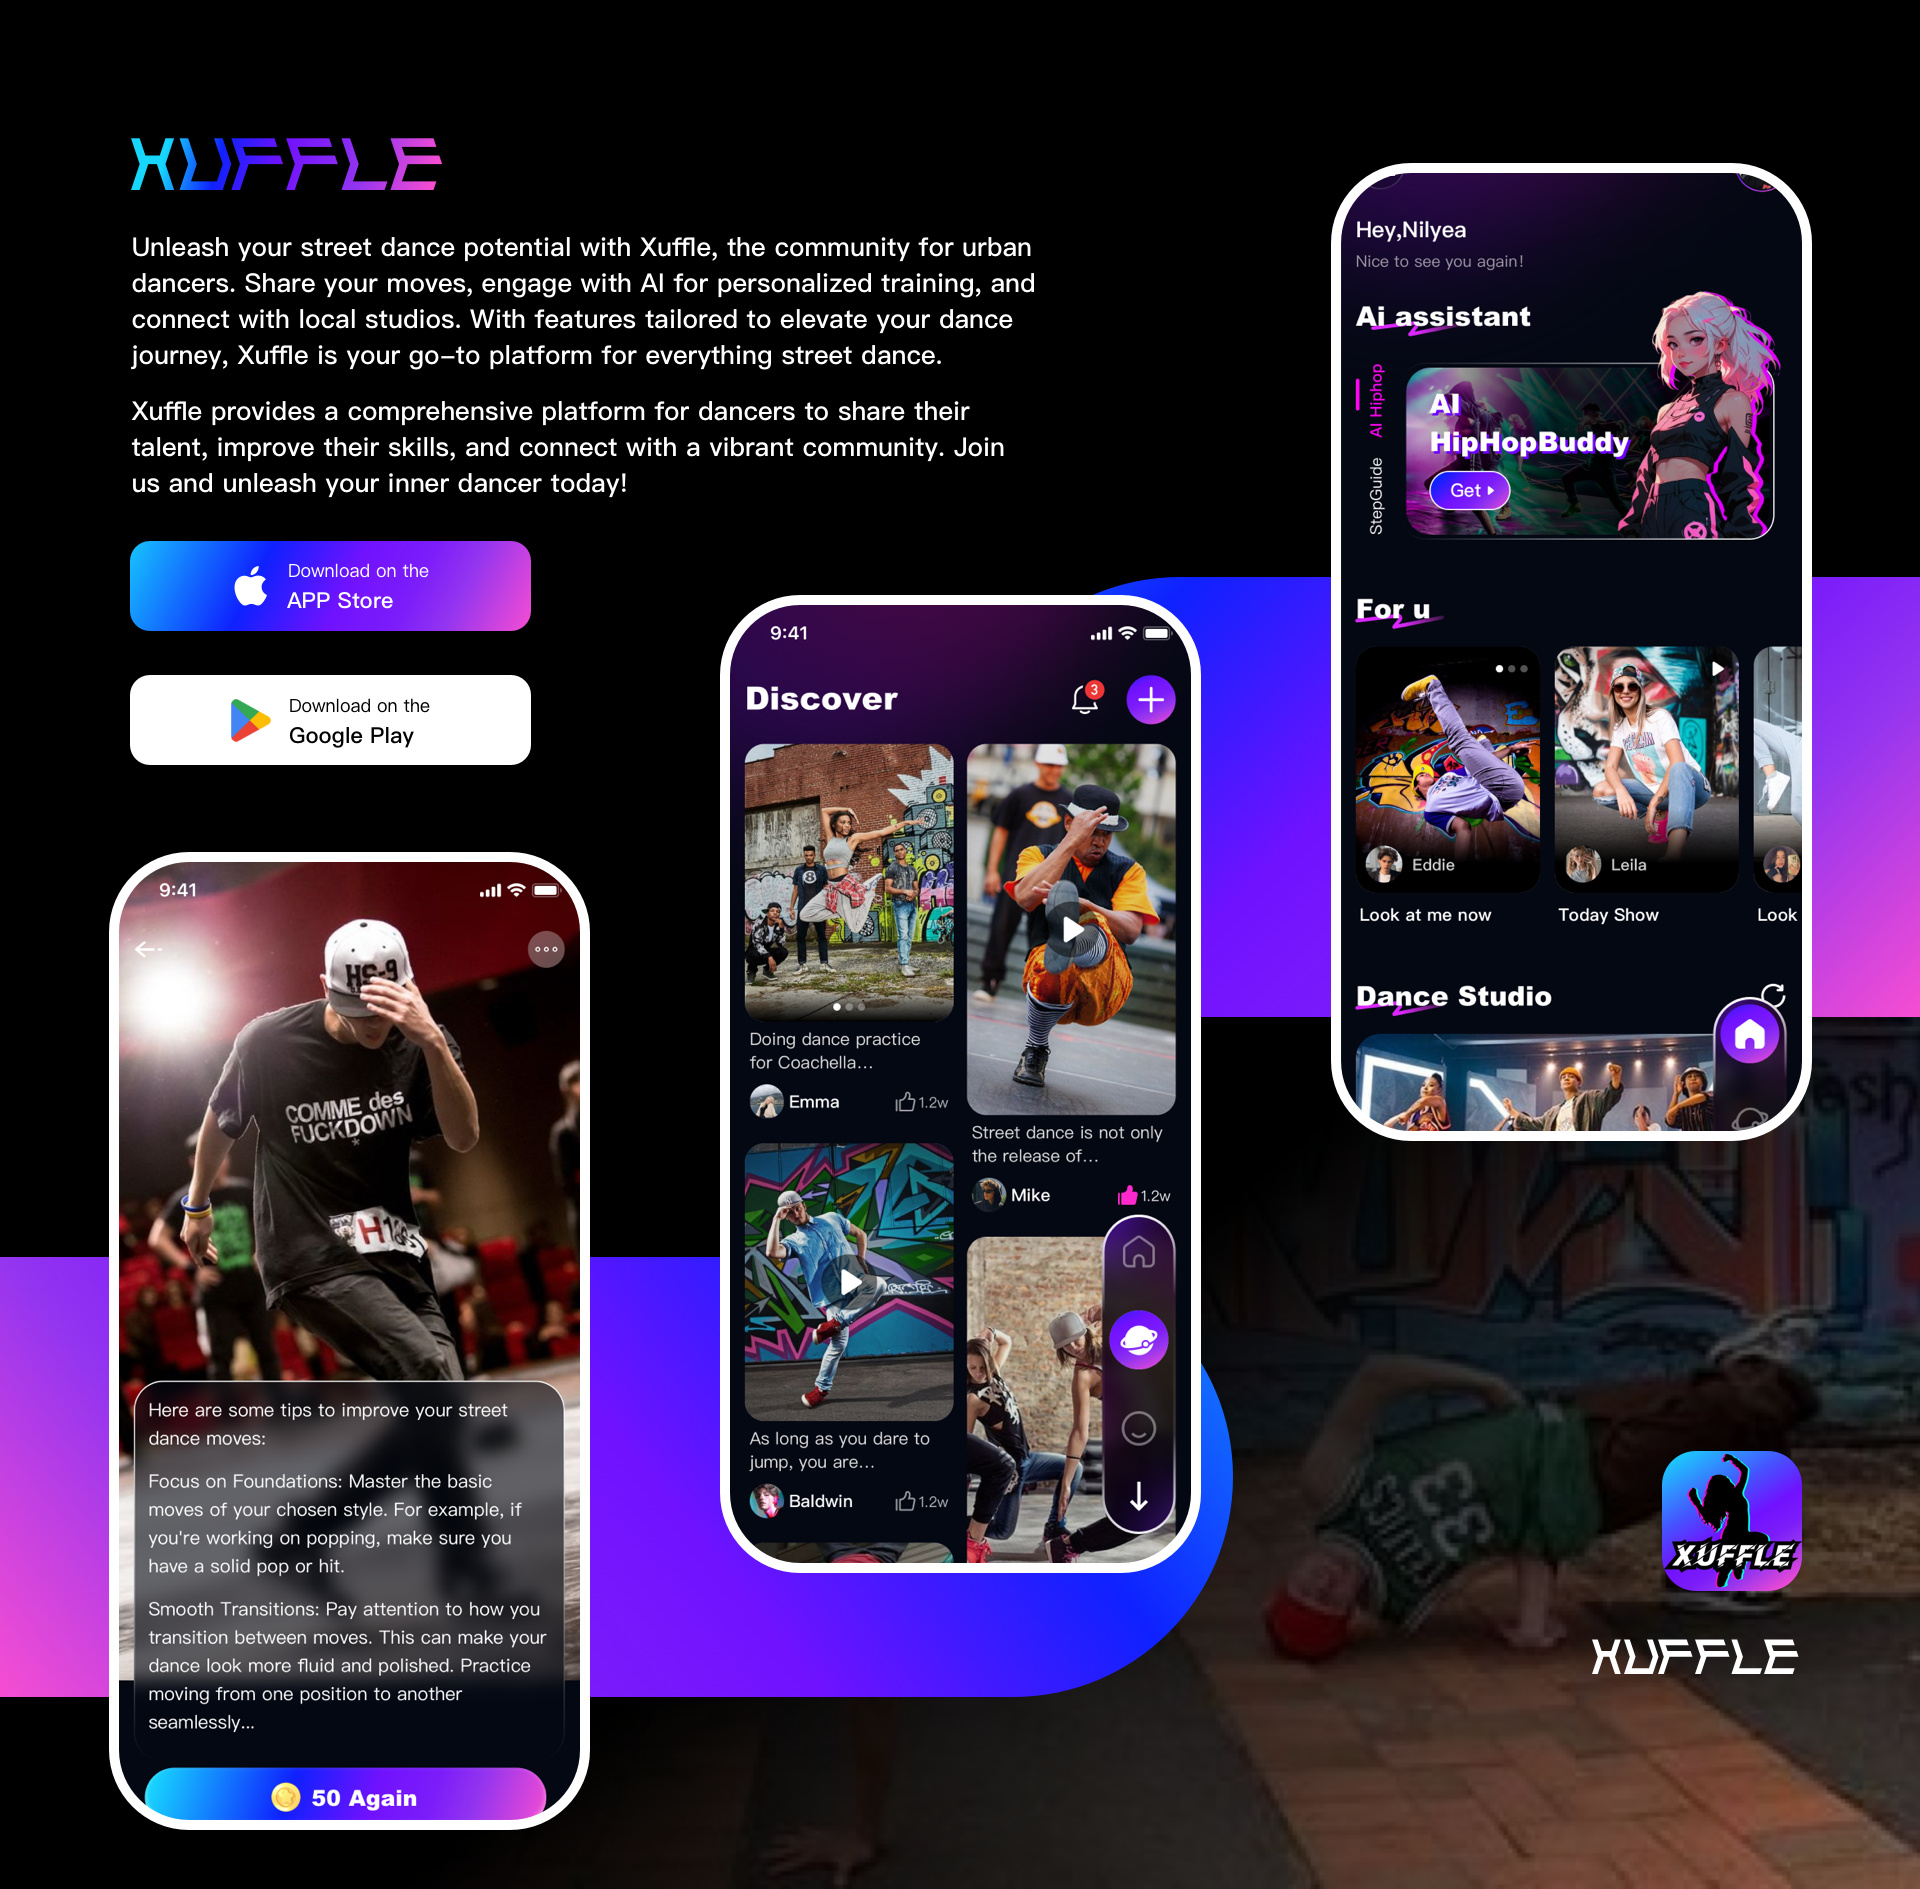 XUFFLE
Unleash your street dance potential with Xuffle, the community for urban
dancers. Share your moves, engage with AI for personalized training, and
connect with local studios. With features tailored to elevate your dance
journey, Xuffle is your go-to platform for everything street dance.
Xuffle provides a comprehensive platform for dancers to share their
talent, improve their skills, and connect with a vibrant community. Join
us and unleash your inner dancer today!
Download on the
APP Store
Download on the
Google Play
9:41
HS-9
COMME des
FUCKDOWN
Here are some tips to improve your street
dance moves:
Focus on Foundations: Master the basic
moves of your chosen style. For example, if
you're working on popping, make sure you
have a solid pop or hit.
Smooth Transitions: Pay attention to how you
transition between moves. This can make your
dance look more fluid and polished. Practice
moving from one position to another
seamlessly...
50 Again
9:41
Discover
3
8
Doing dance practice
for Coachella...
Emma
1.2w
Street dance is not only
the release of...
Mike
1.2w
As long as you dare to
jump, you are...
Baldwin
1.2w
Hey,Nilyea
Nice to see you again!
Ai assistant
AI Hiphop
StepGuide
AI
HipHopBuddy
Get
For u
Eddie
Leila
Look at me now
Today Show
Look
Dance Studio
XUFFLE
XUFFLE